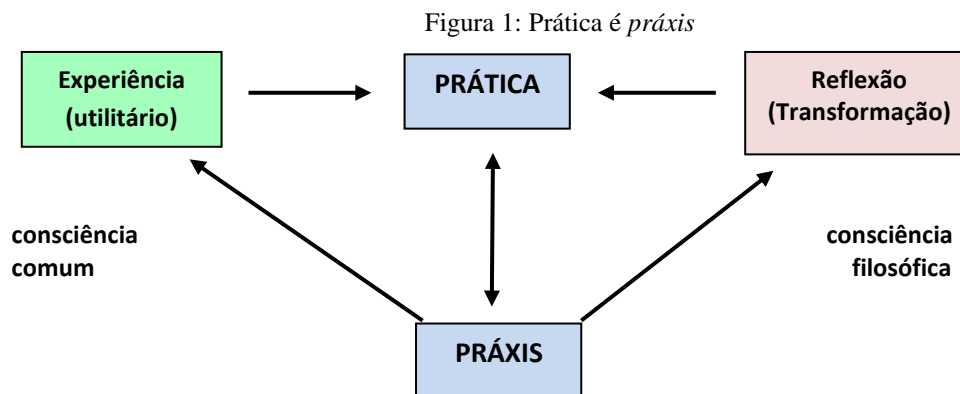 Figura 1: Prática é práxis
Experiência
(utilitário)
PRÁTICA
Reflexão
(Transformação)
consciência
comum
consciência
filosófica
PRÁXIS